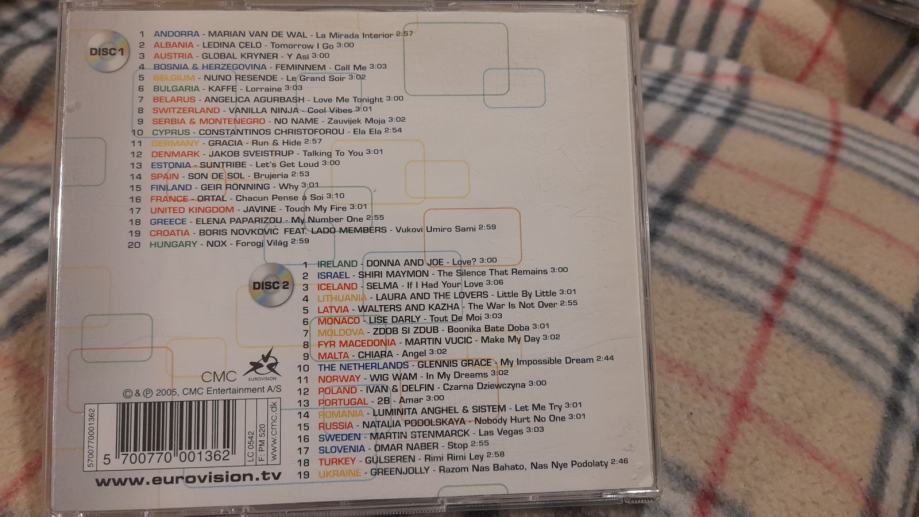 DISC 1
1 ANDORRA - MARIAN VAN DE WAL - La Mirada Interior 2:57
2 ALBANIA - LEDINA CELO - Tomorrow I Go 3:00
3 AUSTRIA - GLOBAL KRYNER - Y Asi 3:00
4 BOSNIA & HERZEGOVINA - FEMINNEM - Call Me 3:03
5 BELGIUM - NUNO RESENDE - Le Grand Soir 3:02
6 BULGARIA - KAFFE - Lorraine 3:03
7 BELARUS - ANGELICA AGURBASH - Love Me Tonight 3:00
8 SWITZERLAND - VANILLA NINJA - Cool Vibes 3:01
9 SERBIA & MONTENEGRO - NO NAME - Zauvijek Moja 3:02
10 CYPRUS - CONSTANTINOS CHRISTOFOROU - Ela Ela 2:54
11 GERMANY - GRACIA - Run & Hide 2:57
12 DENMARK - JAKOB SVEISTRUP - Talking To You 3:01
13 ESTONIA - SUNTRIBE - Let's Get Loud 3:00
14 SPAIN - SON DE SOL - Brujería 2:53
15 FINLAND - GEIR RÖNNING - Why 3:01
16 FRANCE - ORTAL - Chacun Pense à Soi 3:10
17 UNITED KINGDOM - JAVINE - Touch My Fire 3:01
18 GREECE - ELENA PAPARIZOU - My Number One 2:55
19 CROATIA - BORIS NOVKOVIC FEAT. LADO MEMBERS - Vukovi Umiro Sami 2:59
20 HUNGARY - NOX - Forogj Világ 2:59
DISC 2
1 IRELAND - DONNA AND JOE - Love? 3:00
2 ISRAEL - SHIRI MAYMON - The Silence That Remains 3:00
3 ICELAND - SELMA - If I Had Your Love 3:06
4 LITHUANIA - LAURA AND THE LOVERS - Little By Little 3:01
5 LATVIA - WALTERS AND KAZHA - The War Is Not Over 2:55
6 MONACO - LISE DARLY - Tout De Moi 3:03
7 MOLDOVA - ZDOB SI ZDUB - Boonika Bate Doba 3:01
8 FYR MACEDONIA - MARTIN VUCIC - Make My Day 3:02
9 MALTA - CHIARA - Angel 3:02
10 THE NETHERLANDS - GLENNIS GRACE - My Impossible Dream 2:44
11 NORWAY - WIG WAM - In My Dreams 3:02
12 POLAND - IVAN & DELFIN - Czarna Dziewczyna 3:00
13 PORTUGAL - 2B - Amar 3:00
14 ROMANIA - LUMINITA ANGHEL & SISTEM - Let Me Try 3:01
15 RUSSIA - NATALIA PODOLSKAYA - Nobody Hurt No One 3:01
16 SWEDEN - MARTIN STENMARCK - Las Vegas 3:03
17 SLOVENIA - OMAR NABER - Stop 2:55
18 TURKEY - GÜLSEREN - Rimi Rimi Ley 2:58
19 UKRAINE - GREENJOLLY - Razom Nas Bahato, Nas Nye Podolaty 2:46
CMC
EUROVISION
© & ℗ 2005, CMC Entertainment A/S
5700770001362
5 700770 001362
LC 0542
F: PM 520
www.cmc.dk
www.eurovision.tv